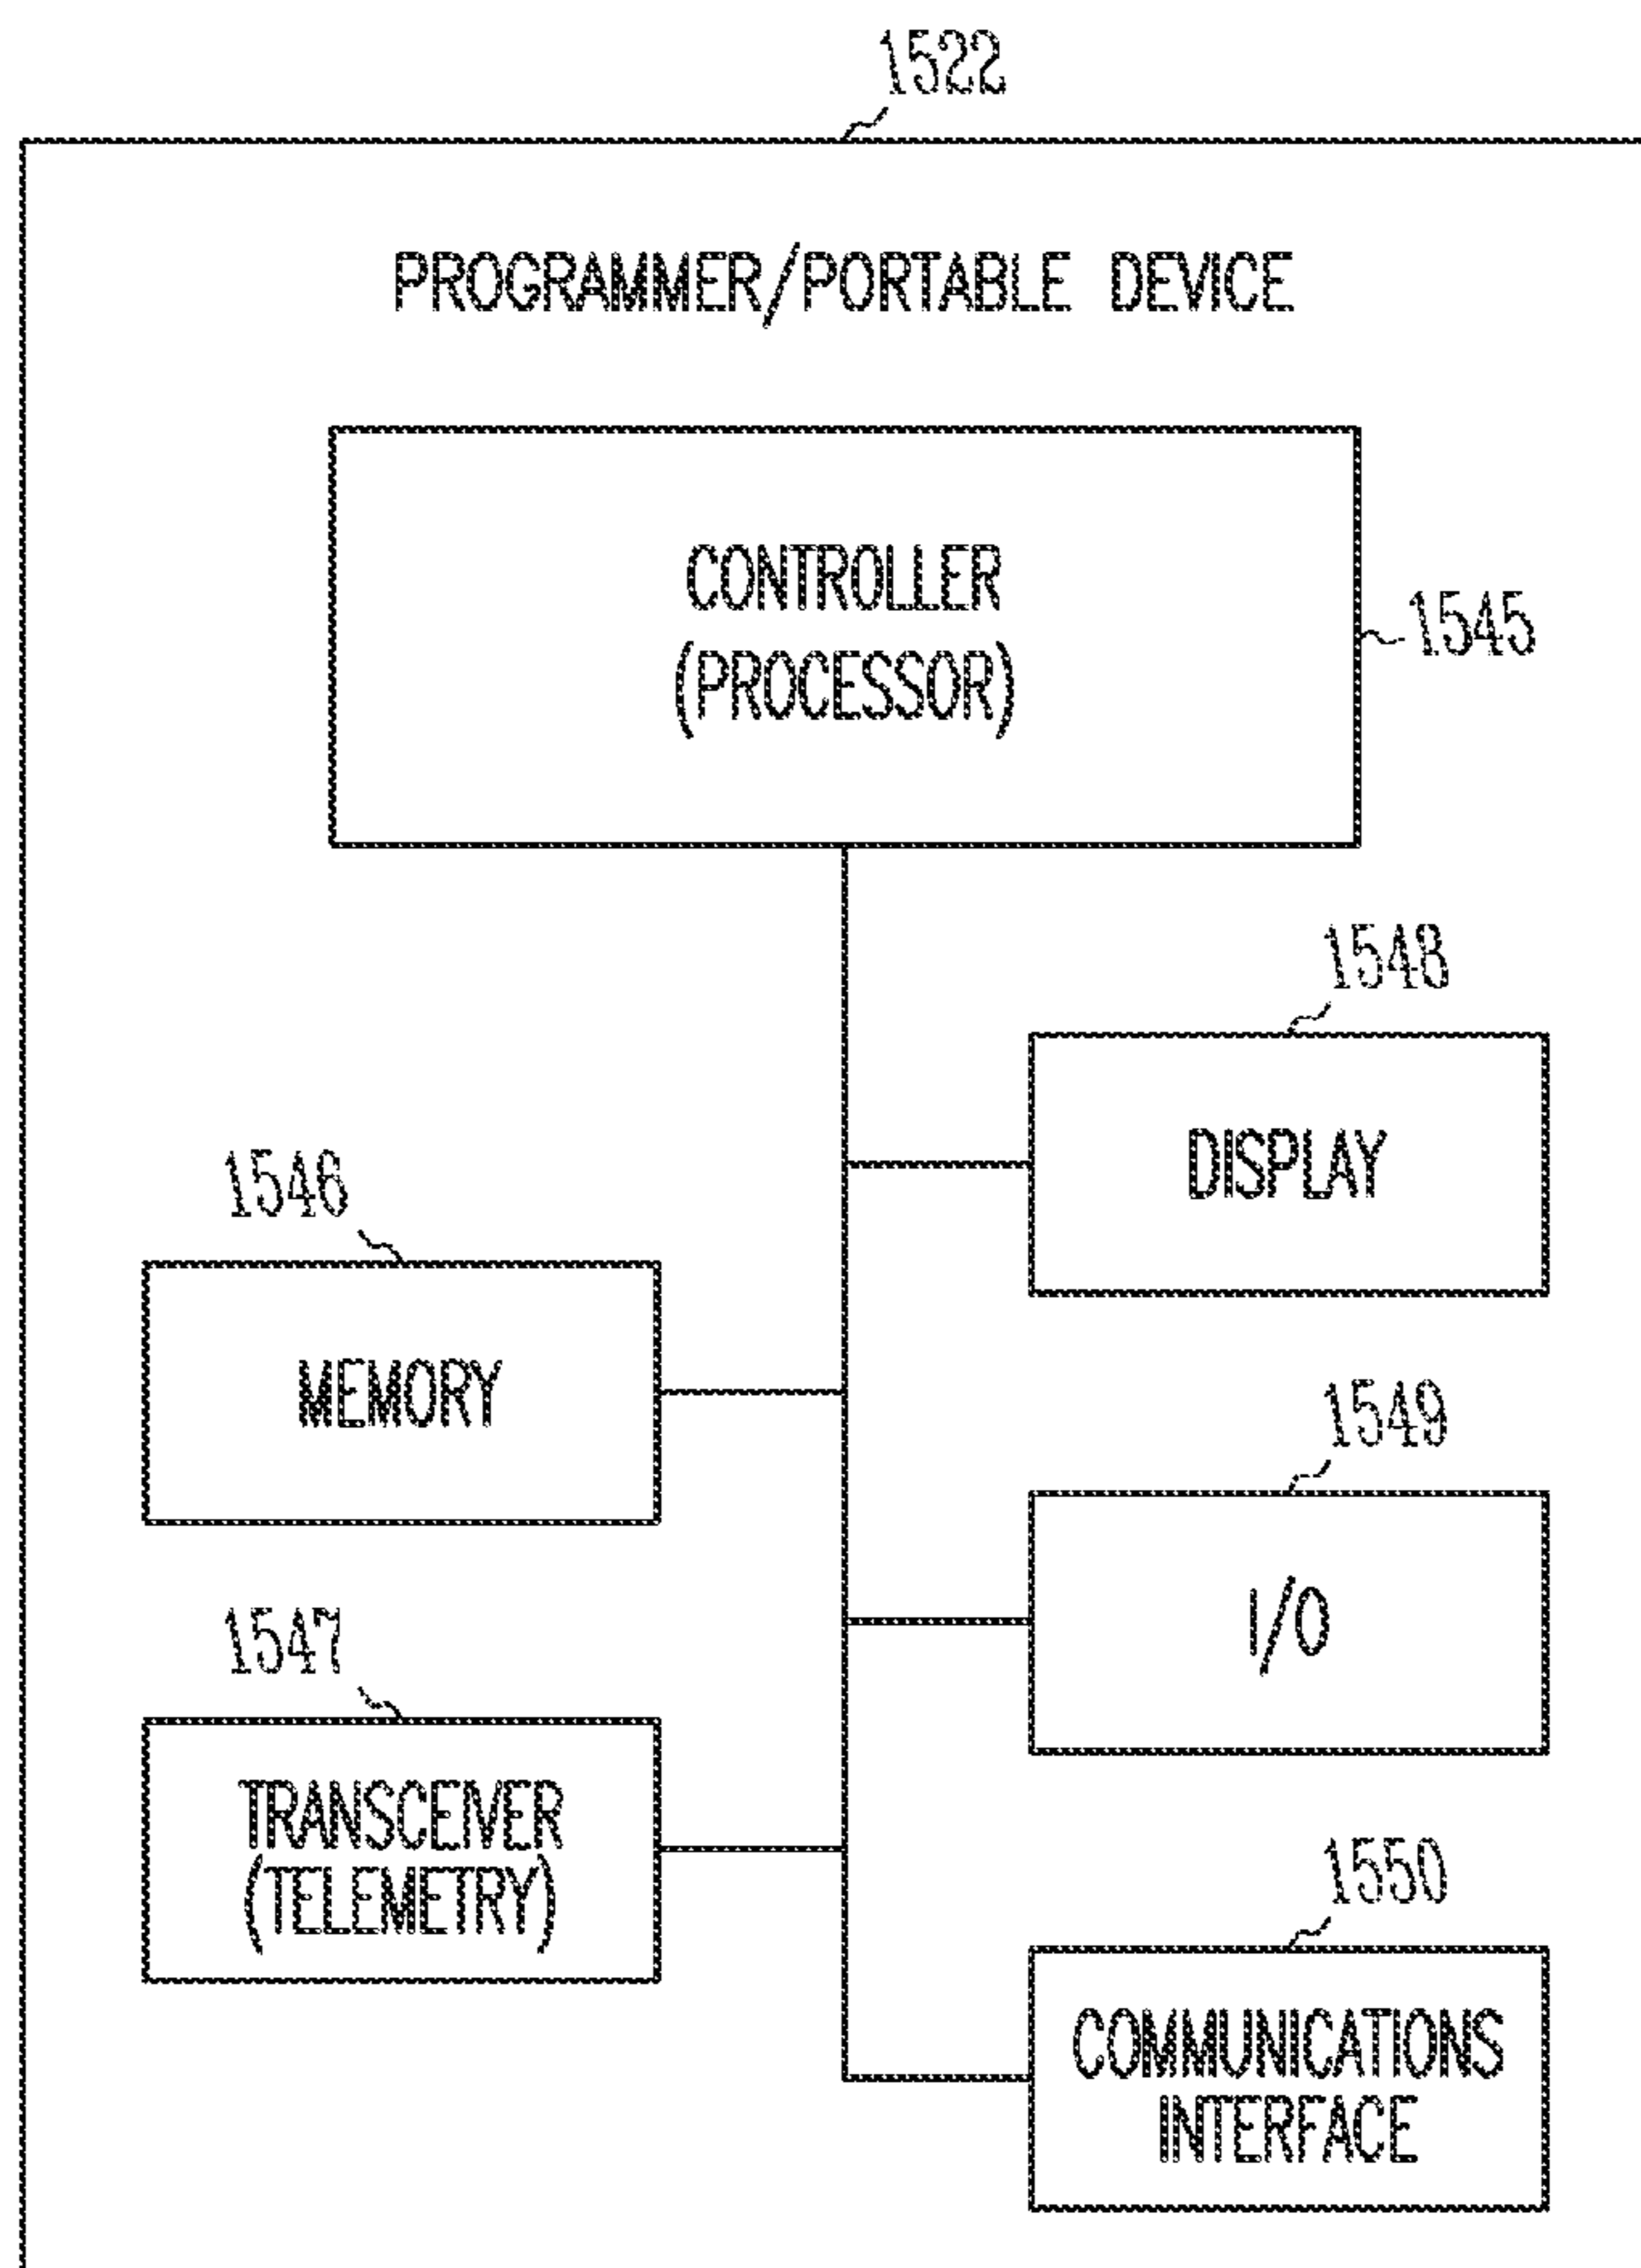 1522
PROGRAMMER/PORTABLE DEVICE
CONTROLLER
(PROCESSOR)
1545
1548
DISPLAY
1546
MEMORY
1549
I/O
1547
TRANSCEIVER
(TELEMETRY)
1550
COMMUNICATIONS
INTERFACE